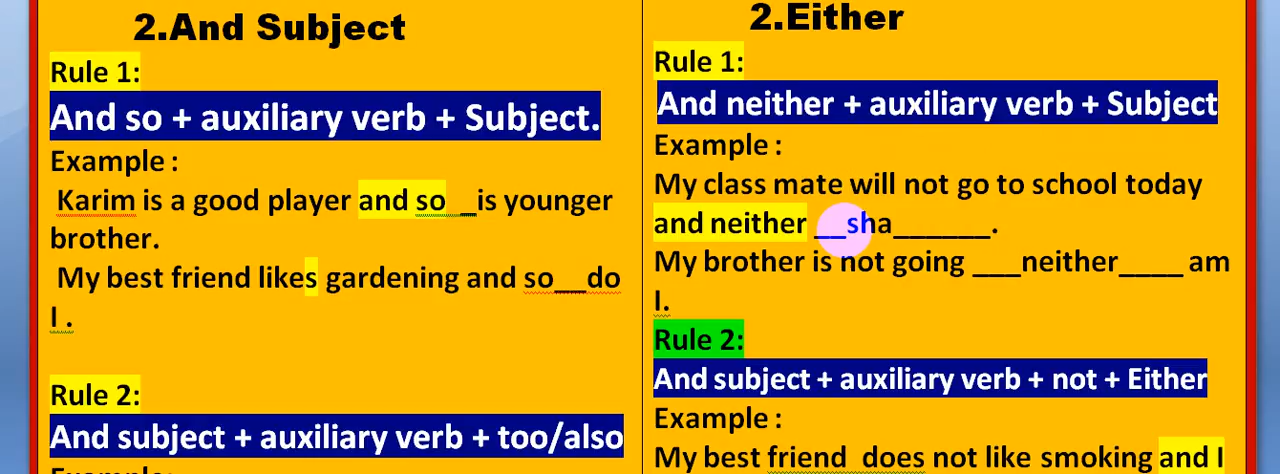 2.And Subject
Rule 1:
And so + auxiliary verb + Subject.
Example :
Karim is a good player and so__is younger
brother.
My best friend likes gardening and so___do
I .
Rule 2:
And subject + auxiliary verb + too/also
2.Either
Rule 1:
And neither + auxiliary verb + Subject
Example :
My class mate will not go to school today
and neither __sha______.
My brother is not going ___neither____ am
I.
Rule 2:
And subject + auxiliary verb + not + Either
Example :
My best friend does not like smoking and I